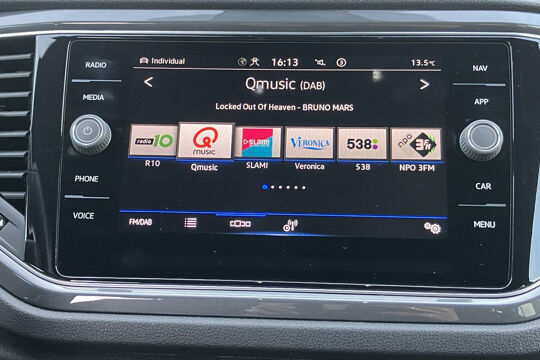 RADIO
MEDIA
PHONE
VOICE
Individual
16:13
13.5°C
Qmusic (DAB)
Locked Out Of Heaven - BRUNO MARS
radio 10
Q music
SLAM!
VERONICA
538
npo 3fm
R10
Qmusic
SLAM!
Veronica
538
NPO 3FM
FM/DAB
NAV
APP
CAR
MENU